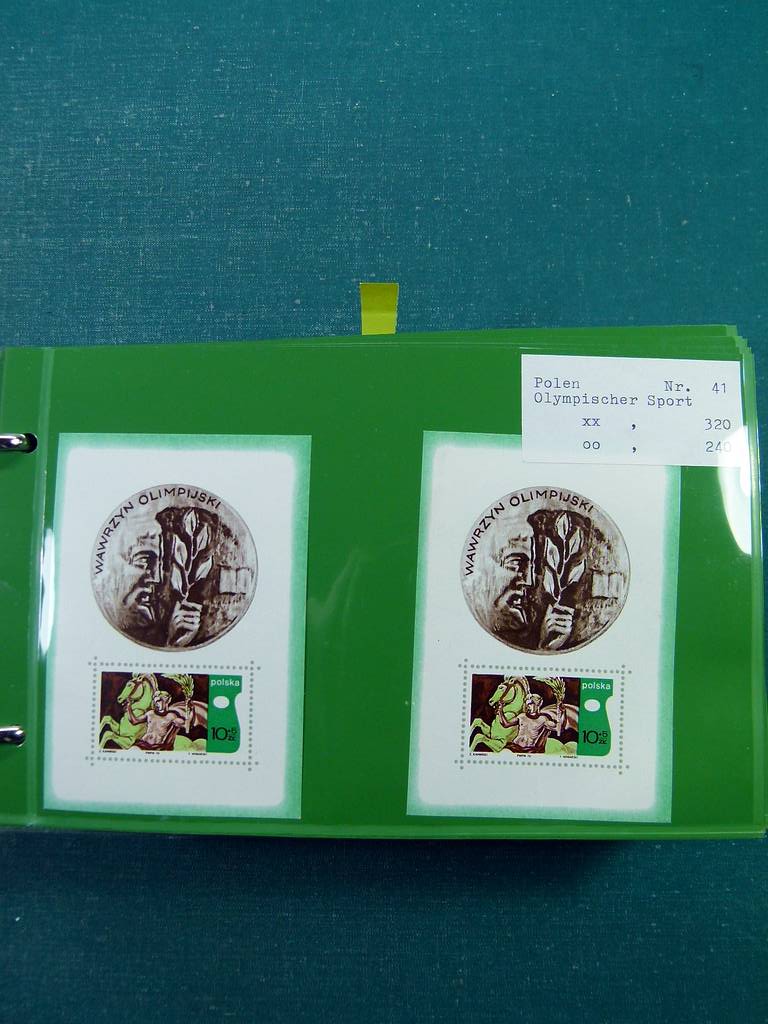 Polen Nr. 41
Olympischer Sport
xx , 320
oo , 240
WAWRZYN OLIMPIJSKI
polska
10+5 ZŁ
WAWRZYN OLIMPIJSKI
polska
10+5 ZŁ